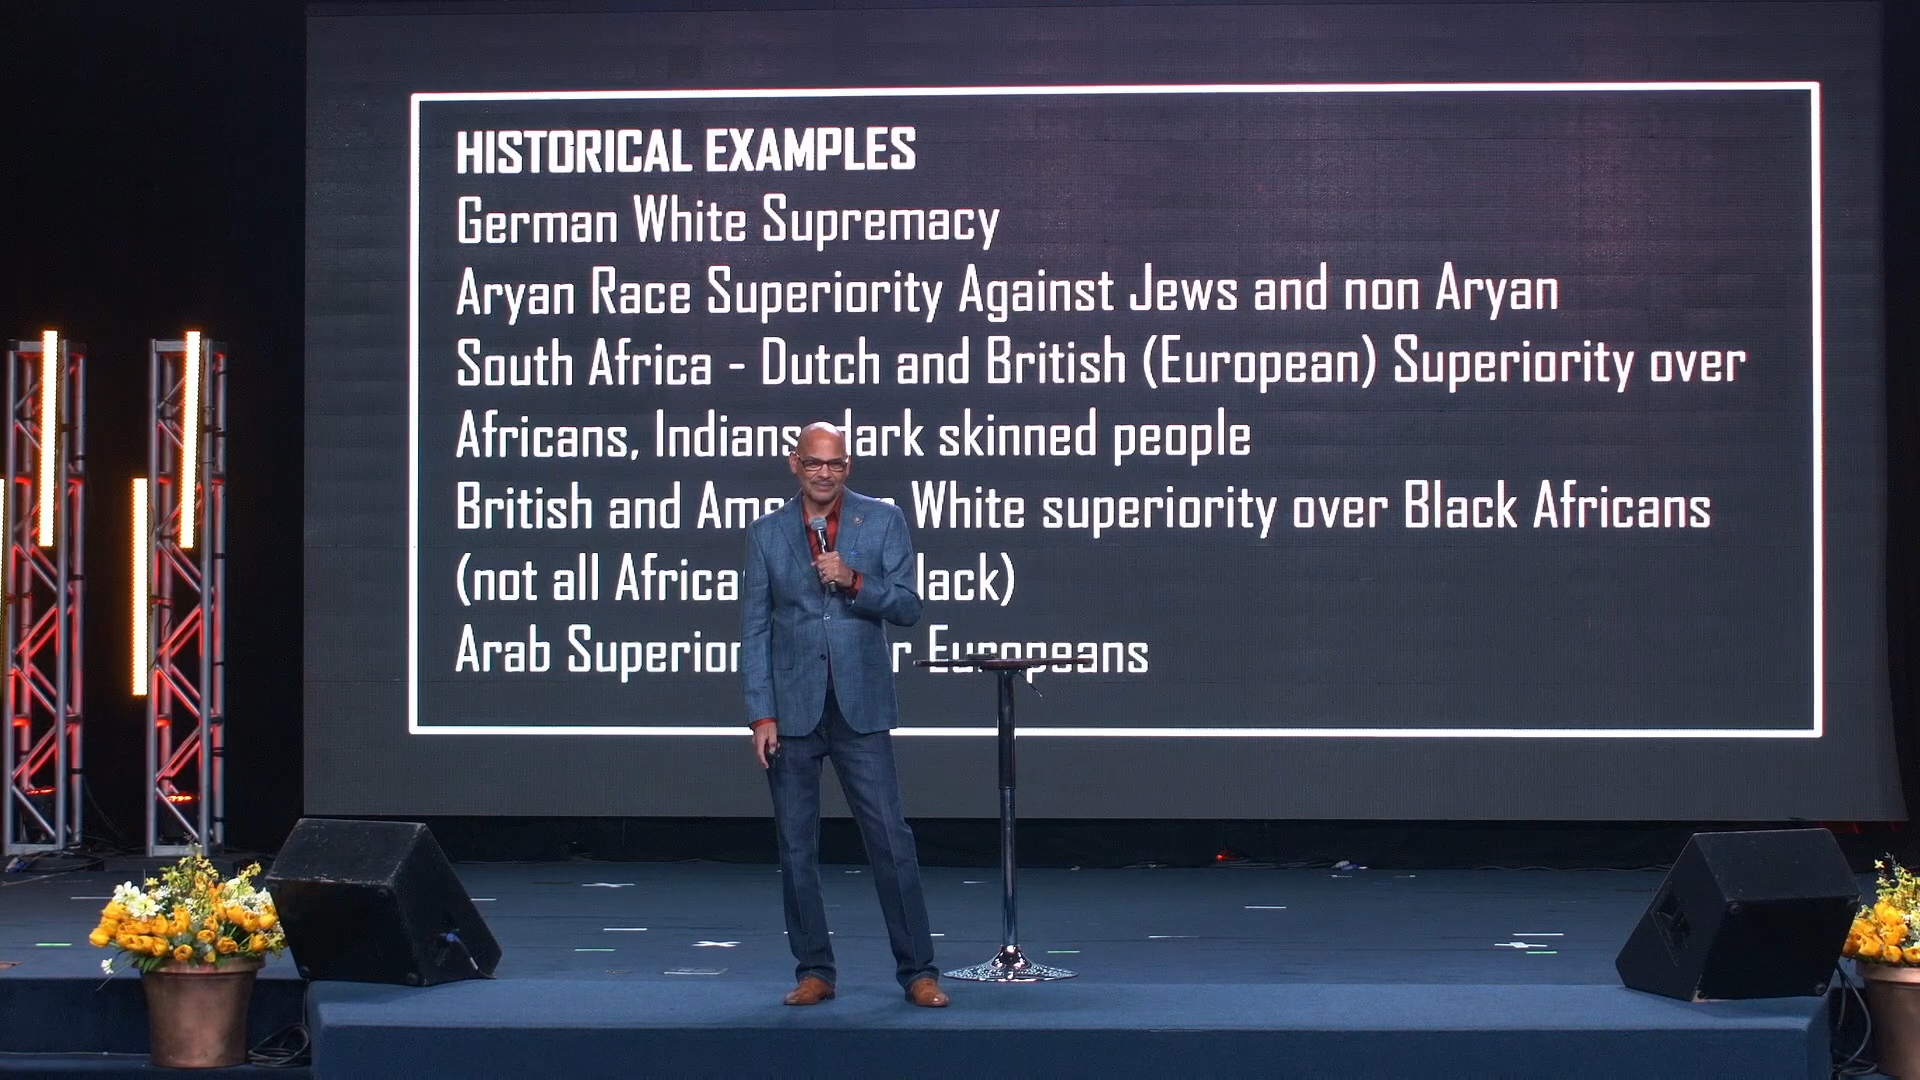 HISTORICAL EXAMPLES
German White Supremacy
Aryan Race Superiority Against Jews and non Aryan
South Africa - Dutch and British (European) Superiority over
Africans, Indians dark skinned people
British and White superiority over Black Africans
(not all
Arab Europeans